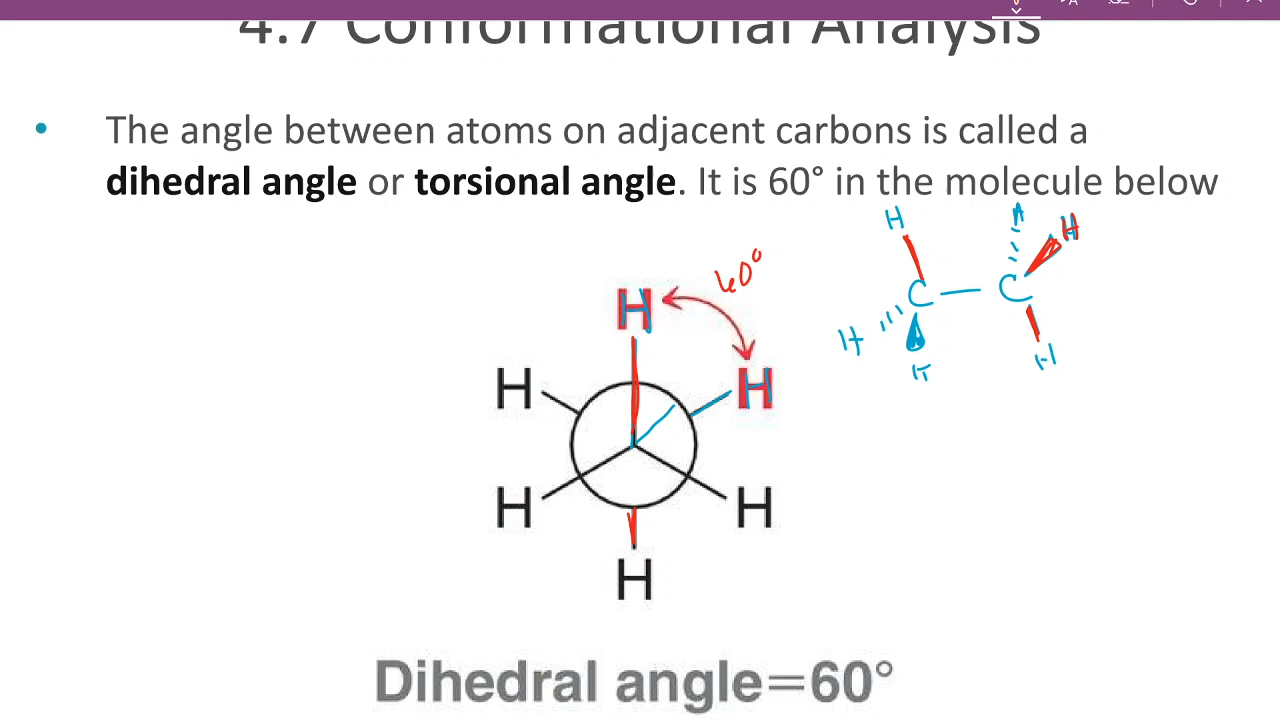 4.7 Conformational Analysis
• The angle between atoms on adjacent carbons is called a
dihedral angle or torsional angle. It is 60° in the molecule below
H H H
C C
H H H
60°
H
H H
H H
H
Dihedral angle=60°